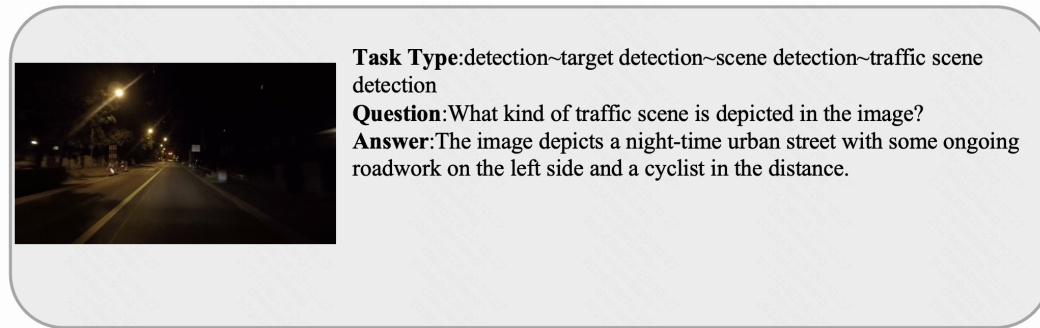 Task Type:detection~target detection~scene detection~traffic scene
detection
Question:What kind of traffic scene is depicted in the image?
Answer:The image depicts a night-time urban street with some ongoing
roadwork on the left side and a cyclist in the distance.